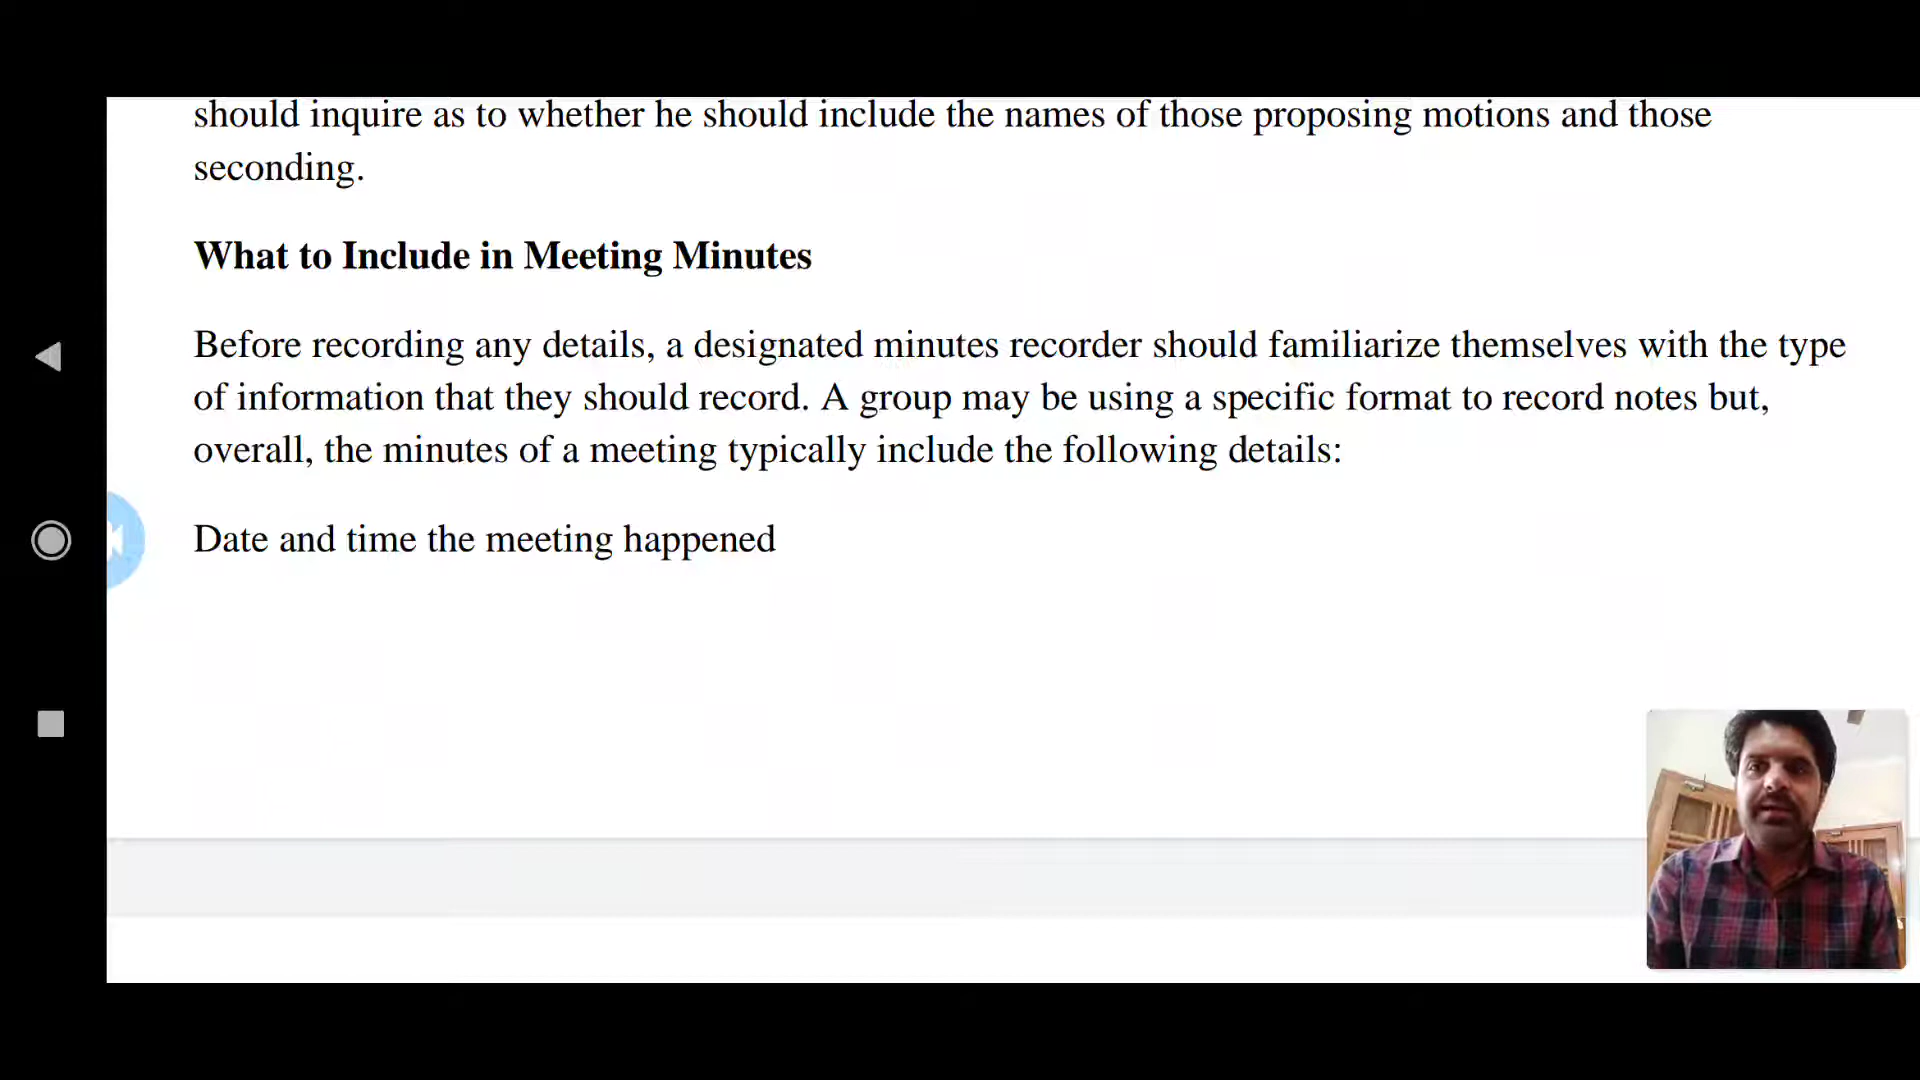 should inquire as to whether he should include the names of those proposing motions and those
seconding.
What to Include in Meeting Minutes
Before recording any details, a designated minutes recorder should familiarize themselves with the type
of information that they should record. A group may be using a specific format to record notes but,
overall, the minutes of a meeting typically include the following details:
Date and time the meeting happened